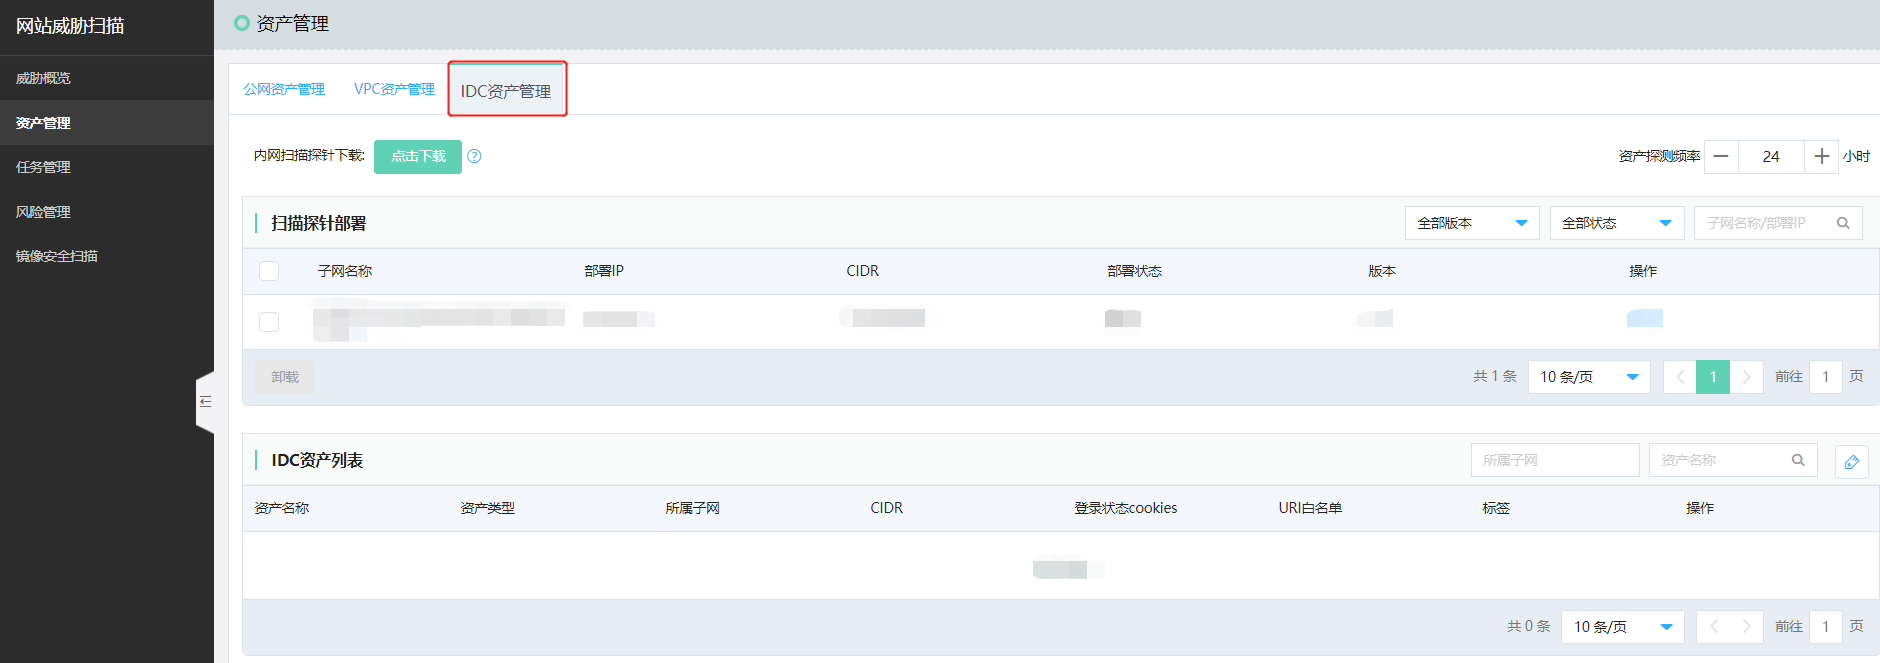 网站威胁扫描
威胁概览
资产管理
任务管理
风险管理
镜像安全扫描
资产管理
公网资产管理 VPC资产管理 IDC资产管理
内网扫描探针下载: 点击下载 ? 资产探测频率 24 小时
扫描探针部署 全部版本 全部状态 子网名称/部署IP
子网名称 部署IP CIDR 部署状态 版本 操作
卸载 共 1 条 10 条/页 1 前往 1 页
IDC资产列表 所属子网 资产名称
资产名称 资产类型 所属子网 CIDR 登录状态cookies URI白名单 标签 操作
共 0 条 10 条/页 前往 1 页